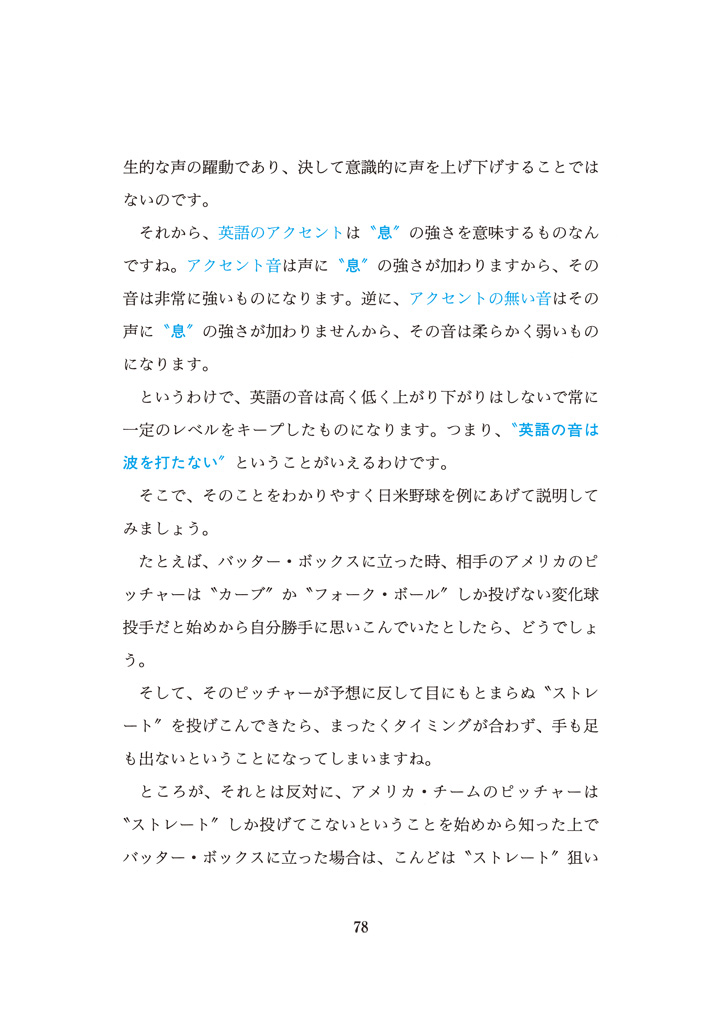 生的な声の躍動であり、決して意識的に声を上げ下げすることでは
ないのです。
　それから、英語のアクセントは〝息〞の強さを意味するものなん
ですね。アクセント音は声に〝息〞の強さが加わりますから、その
音は非常に強いものになります。逆に、アクセントの無い音はその
声に〝息〞の強さが加わりませんから、その音は柔らかく弱いもの
になります。
　というわけで、英語の音は高く低く上がり下がりはしないで常に
一定のレベルをキープしたものになります。つまり、〝英語の音は
波を打たない〞ということがいえるわけです。
　そこで、そのことをわかりやすく日米野球を例にあげて説明して
みましょう。
　たとえば、バッター・ボックスに立った時、相手のアメリカのピ
ッチャーは〝カーブ〞か〝フォーク・ボール〞しか投げない変化球
投手だと始めから自分勝手に思いこんでいたとしたら、どうでしょ
う。
　そして、そのピッチャーが予想に反して目にもとまらぬ〝ストレ
ート〞を投げこんできたら、まったくタイミングが合わず、手も足
も出ないということになってしまいますね。
　ところが、それとは反対に、アメリカ・チームのピッチャーは
〝ストレート〞しか投げてこないということを始めから知った上で
バッター・ボックスに立った場合は、こんどは〝ストレート〞狙い
78